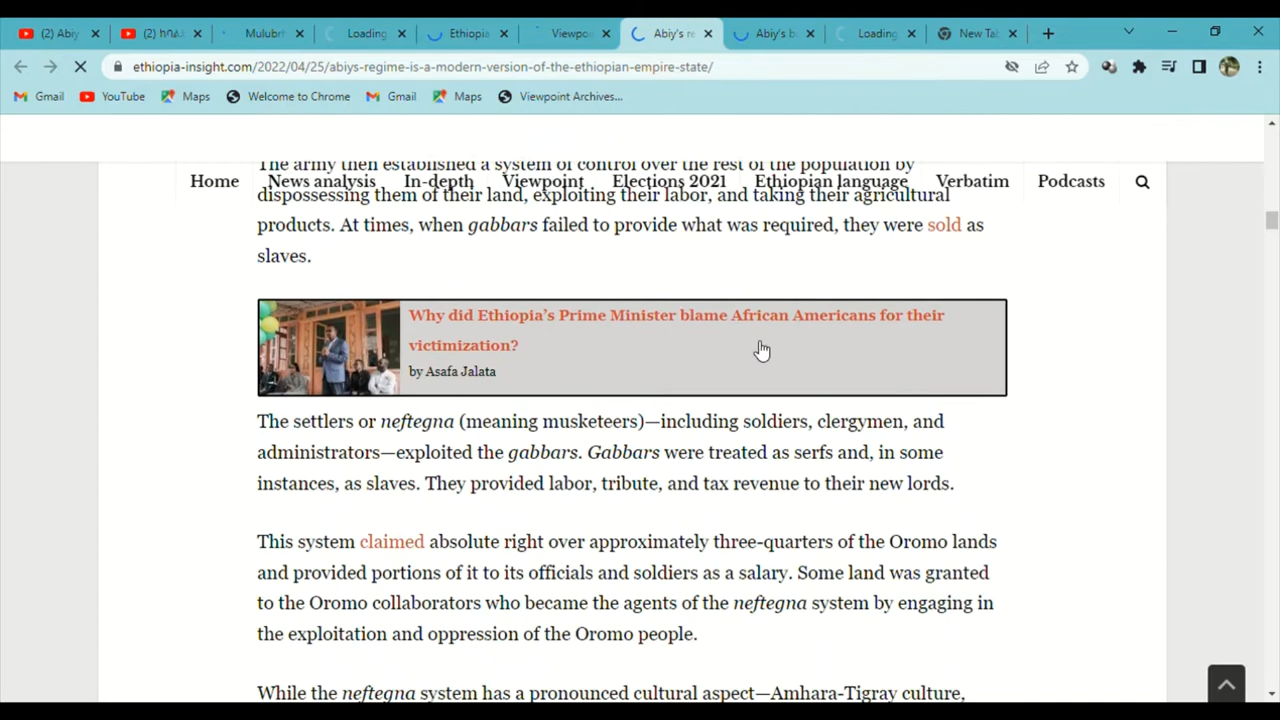 (2) Abiy
(2) ከባሕ
Mulubrh
Loading
Ethiopia
Viewpoi
Abiy's re
Abiy's b
Loading
New Tab
ethiopia-insight.com/2022/04/25/abiys-regime-is-a-modern-version-of-the-ethiopian-empire-state/
Gmail YouTube Maps Welcome to Chrome Gmail Maps Viewpoint Archives...
The army then established a system of control over the rest of the population by
Home News analysis In-depth Viewpoint Elections 2021 Ethiopian language Verbatim Podcasts
dispossessing them of their land, exploiting their labor, and taking their agricultural
products. At times, when gabbars failed to provide what was required, they were sold as
slaves.
Why did Ethiopia’s Prime Minister blame African Americans for their
victimization?
by Asafa Jalata
The settlers or neftegna (meaning musketeers)—including soldiers, clergymen, and
administrators—exploited the gabbars. Gabbars were treated as serfs and, in some
instances, as slaves. They provided labor, tribute, and tax revenue to their new lords.
This system claimed absolute right over approximately three-quarters of the Oromo lands
and provided portions of it to its officials and soldiers as a salary. Some land was granted
to the Oromo collaborators who became the agents of the neftegna system by engaging in
the exploitation and oppression of the Oromo people.
While the neftegna system has a pronounced cultural aspect—Amhara-Tigray culture,